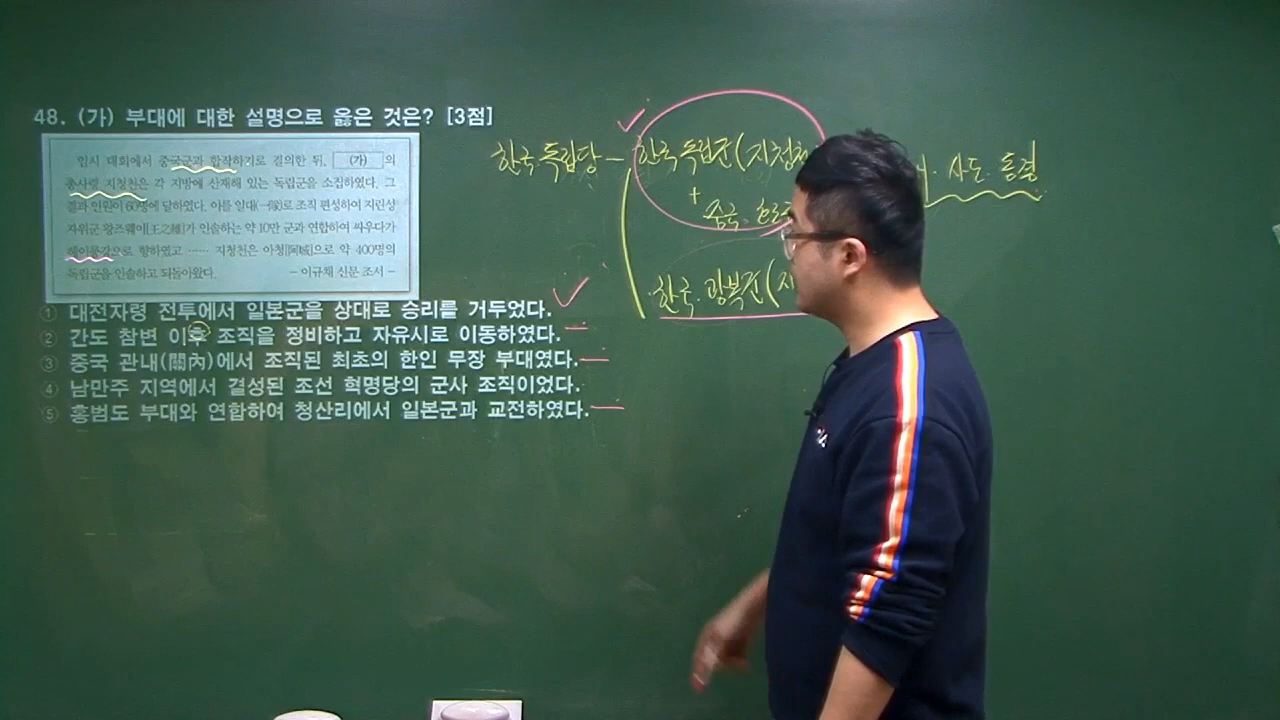 48. (가) 부대에 대한 설명으로 옳은 것은? [3점]
임시 대회에서 중국군과 합작하기로 결의한 뒤, (가) 의
총사령 지청천은 각 지방에 산재해 있는 독립군을 소집하였다. 그
결과 인원이 60명에 달하였다. 이를 일대(一隊)로 조직 편성하여 지린성
자위군 왕즈웨이[王之維]가 인솔하는 약 10만 군과 연합하여 싸우다가
헤이룽강으로 향하였고 …… 지청천은 아청[阿城]으로 약 400명의
독립군을 인솔하고 되돌아왔다.
- 이규채 신문 조서 -
① 대전자령 전투에서 일본군을 상대로 승리를 거두었다.
② 간도 참변 이후 조직을 정비하고 자유시로 이동하였다.
③ 중국 관내(關內)에서 조직된 최초의 한인 무장 부대였다.
④ 남만주 지역에서 결성된 조선 혁명당의 군사 조직이었다.
⑤ 홍범도 부대와 연합하여 청산리에서 일본군과 교전하였다.
한국 독립당 - 한국 독립군(지청천
. 사도. 동경
+ 중국.
한국 광복군(지